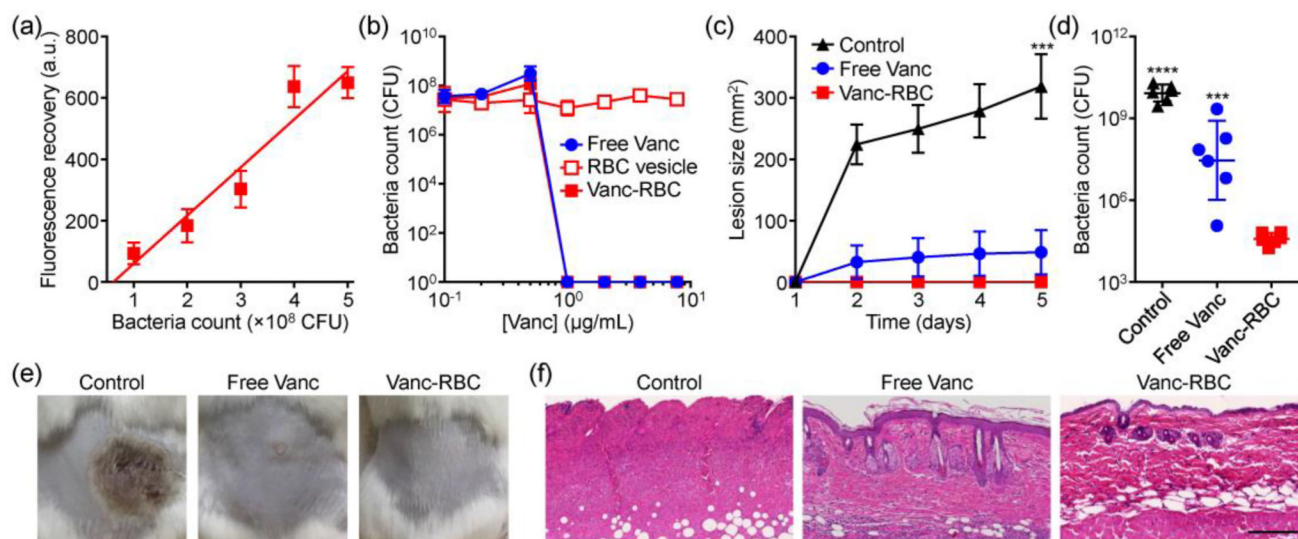 (a)
Fluorescence recovery (a.u.)
800
600
400
200
0
1 2 3 4 5
Bacteria count (×10⁸ CFU)
(b)
Bacteria count (CFU)
10¹⁰
10⁸
10⁶
10⁴
10²
10⁰
Free Vanc
RBC vesicle
Vanc-RBC
10⁻¹ 10⁰ 10¹
[Vanc] (µg/mL)
(c)
Lesion size (mm²)
400
300
200
100
0
Control
Free Vanc
Vanc-RBC
***
1 2 3 4 5
Time (days)
(d)
Bacteria count (CFU)
10¹²
10⁹
10⁶
10³
****
***
Control
Free Vanc
Vanc-RBC
(e)
Control Free Vanc Vanc-RBC
(f)
Control Free Vanc Vanc-RBC